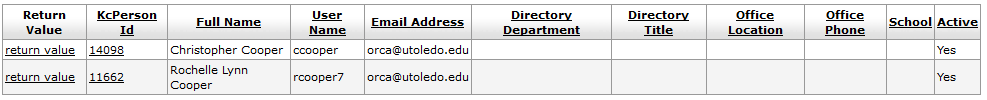 Return Value KcPerson Id Full Name User Name Email Address Directory Department Directory Title Office Location Office Phone School Active
return value 14098 Christopher Cooper ccooper orca@utoledo.edu Yes
return value 11662 Rochelle Lynn Cooper rcooper7 orca@utoledo.edu Yes